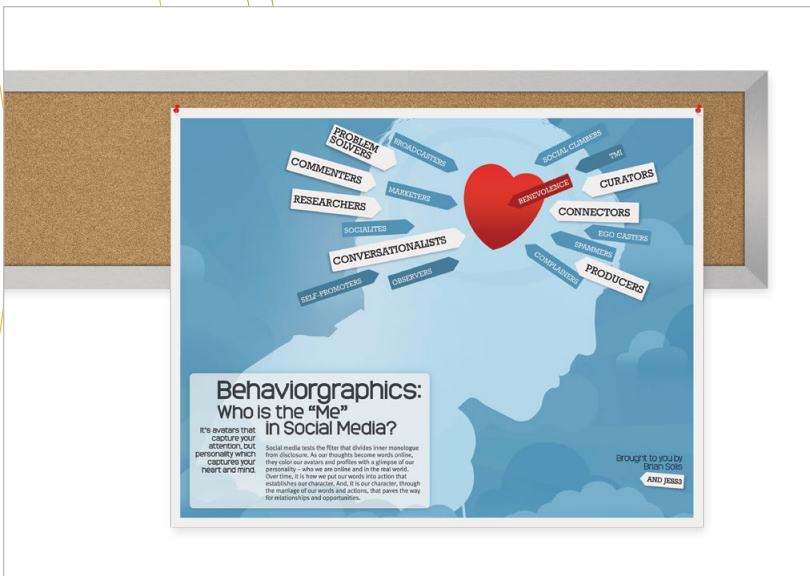 PROBLEM
SOLVERS
BROADCASTERS
COMMENTERS
MARKETERS
RESEARCHERS
SOCIALITES
CONVERSATIONALISTS
SELF-PROMOTERS
OBSERVERS
SOCIAL CLIMBERS
TMI
BENEVOLENCE
CURATORS
CONNECTORS
EGO CASTERS
SPAMMERS
COMPLAINERS
PRODUCERS
Behaviorgraphics:
Who is the “Me”
in Social Media?
It's avatars that
capture your
attention, but
personality which
captures your
heart and mind.
Social media tests the filter that divides inner monologue
from disclosure. As our thoughts become words online,
they color our avatars and profiles with a glimpse of our
personality – who we are online and in the real world.
Over time, it is how we put our words into action that
establishes our character. And, it is our character, through
the marriage of our words and actions, that paves the way
for relationships and opportunities.
Brought to you by
Brian Solis
AND JESS3